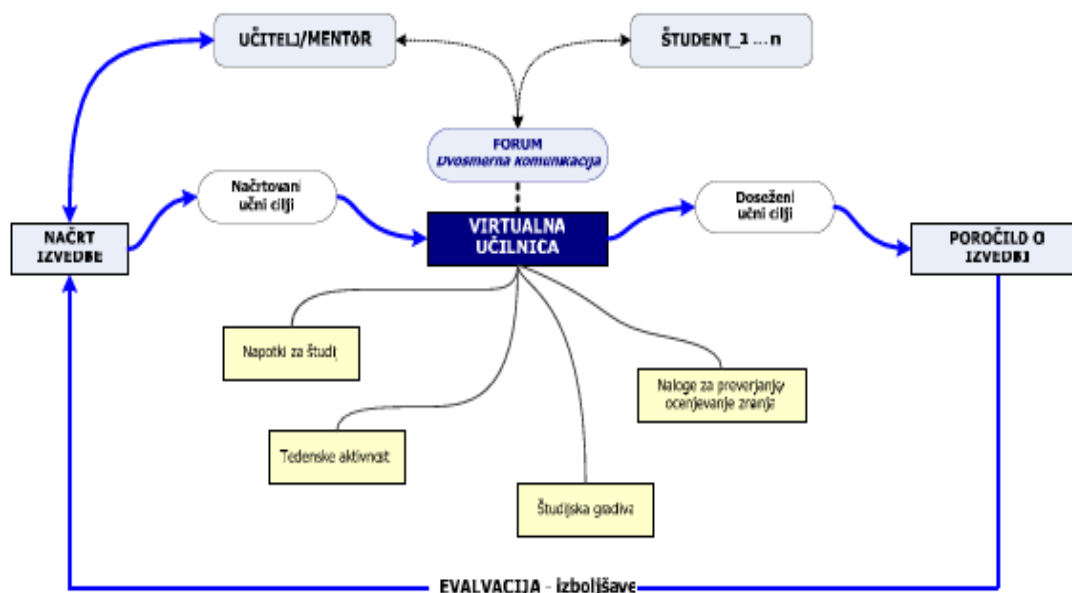 UČITELJ/MENTOR
ŠTUDENT_1 ...n
FORUM
Dvosmerna komunikacija
Načrtovani
učni cilji
Doseženi
učni cilji
NAČRT
IZVEDBE
VIRTUALNA
UČILNICA
POROČILO O
IZVEDBI
Napotki za študij
Naloge za preverjanje/
ocenjevanje znanja
Tedenske aktivnost
Študijska gradiva
EVALVACIJA - izboljšave